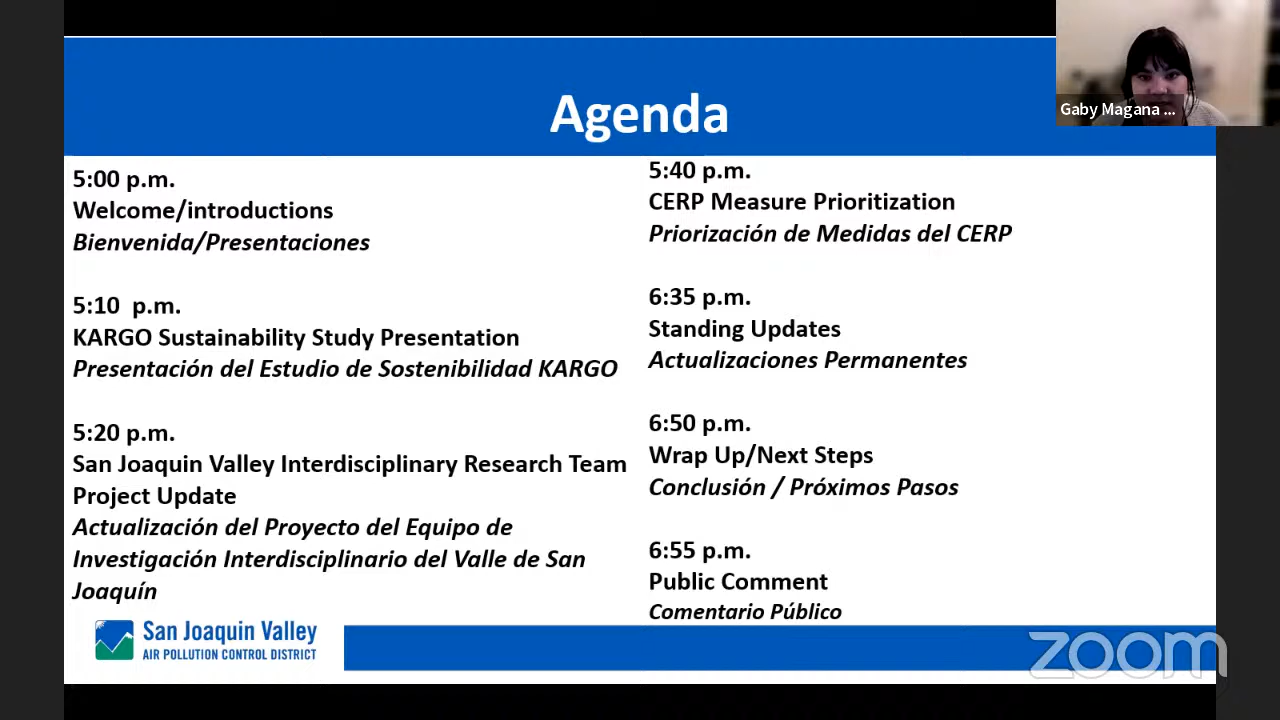 Agenda
Gaby Magana ...
5:00 p.m.
Welcome/introductions
Bienvenida/Presentaciones
5:10 p.m.
KARGO Sustainability Study Presentation
Presentación del Estudio de Sostenibilidad KARGO
5:20 p.m.
San Joaquin Valley Interdisciplinary Research Team
Project Update
Actualización del Proyecto del Equipo de
Investigación Interdisciplinario del Valle de San
Joaquín
5:40 p.m.
CERP Measure Prioritization
Priorización de Medidas del CERP
6:35 p.m.
Standing Updates
Actualizaciones Permanentes
6:50 p.m.
Wrap Up/Next Steps
Conclusión / Próximos Pasos
6:55 p.m.
Public Comment
Comentario Público
San Joaquin Valley
AIR POLLUTION CONTROL DISTRICT
zoom